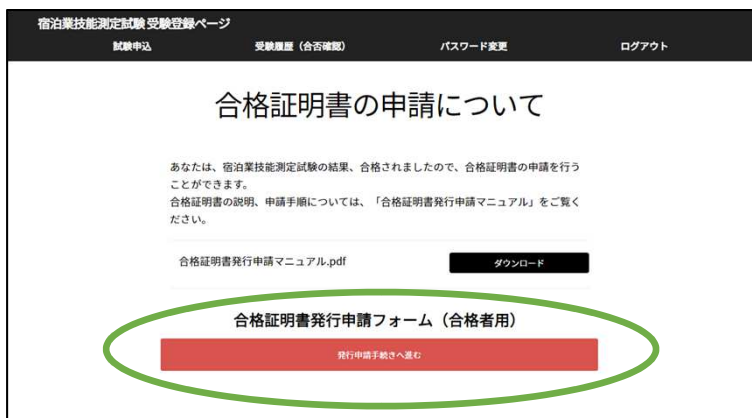 宿泊業技能測定試験 受験登録ページ
試験申込 受験履歴（合否確認） パスワード変更 ログアウト
合格証明書の申請について
あなたは、宿泊業技能測定試験の結果、合格されましたので、合格証明書の申請を行う
ことができます。
合格証明書の説明、申請手順については、「合格証明書発行申請マニュアル」をご覧く
ださい。
合格証明書発行申請マニュアル.pdf ダウンロード
合格証明書発行申請フォーム（合格者用）
発行申請手続きへ進む